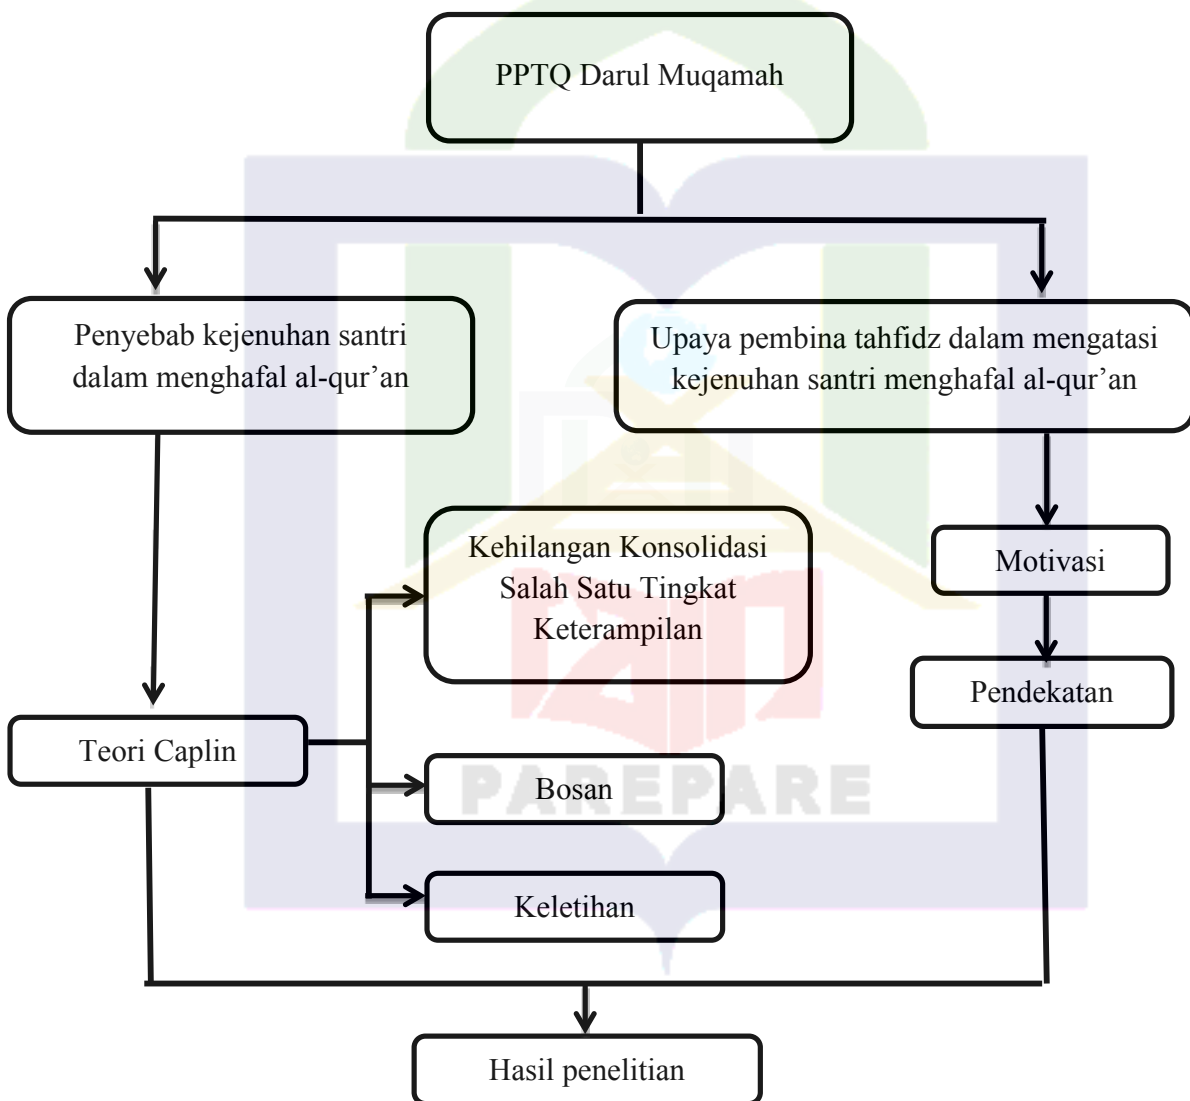 PPTQ Darul Muqamah
Penyebab kejenuhan santri
dalam menghafal al-qur’an
Upaya pembina tahfidz dalam mengatasi
kejenuhan santri menghafal al-qur’an
Kehilangan Konsolidasi
Salah Satu Tingkat
Keterampilan
Motivasi
Pendekatan
Teori Caplin
Bosan
PAREPARE
Keletihan
Hasil penelitian